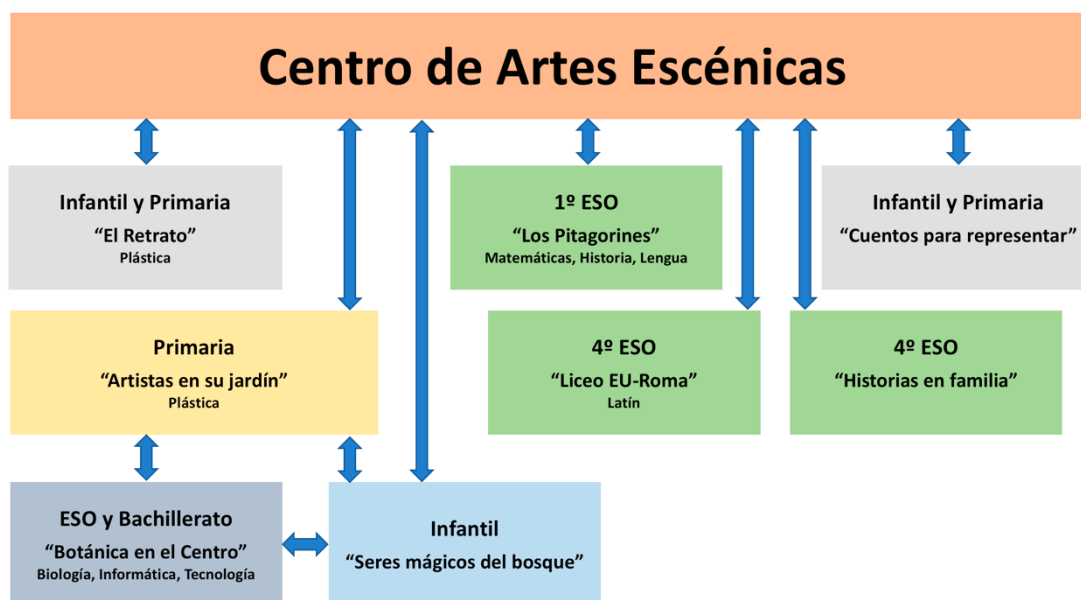 Centro de Artes Escénicas
Infantil y Primaria
“El Retrato”
Plástica
1º ESO
“Los Pitagorines”
Matemáticas, Historia, Lengua
Infantil y Primaria
“Cuentos para representar”
Primaria
“Artistas en su jardín”
Plástica
4º ESO
“Liceo EU-Roma”
Latín
4º ESO
“Historias en familia”
ESO y Bachillerato
“Botánica en el Centro”
Biología, Informática, Tecnología
Infantil
“Seres mágicos del bosque”